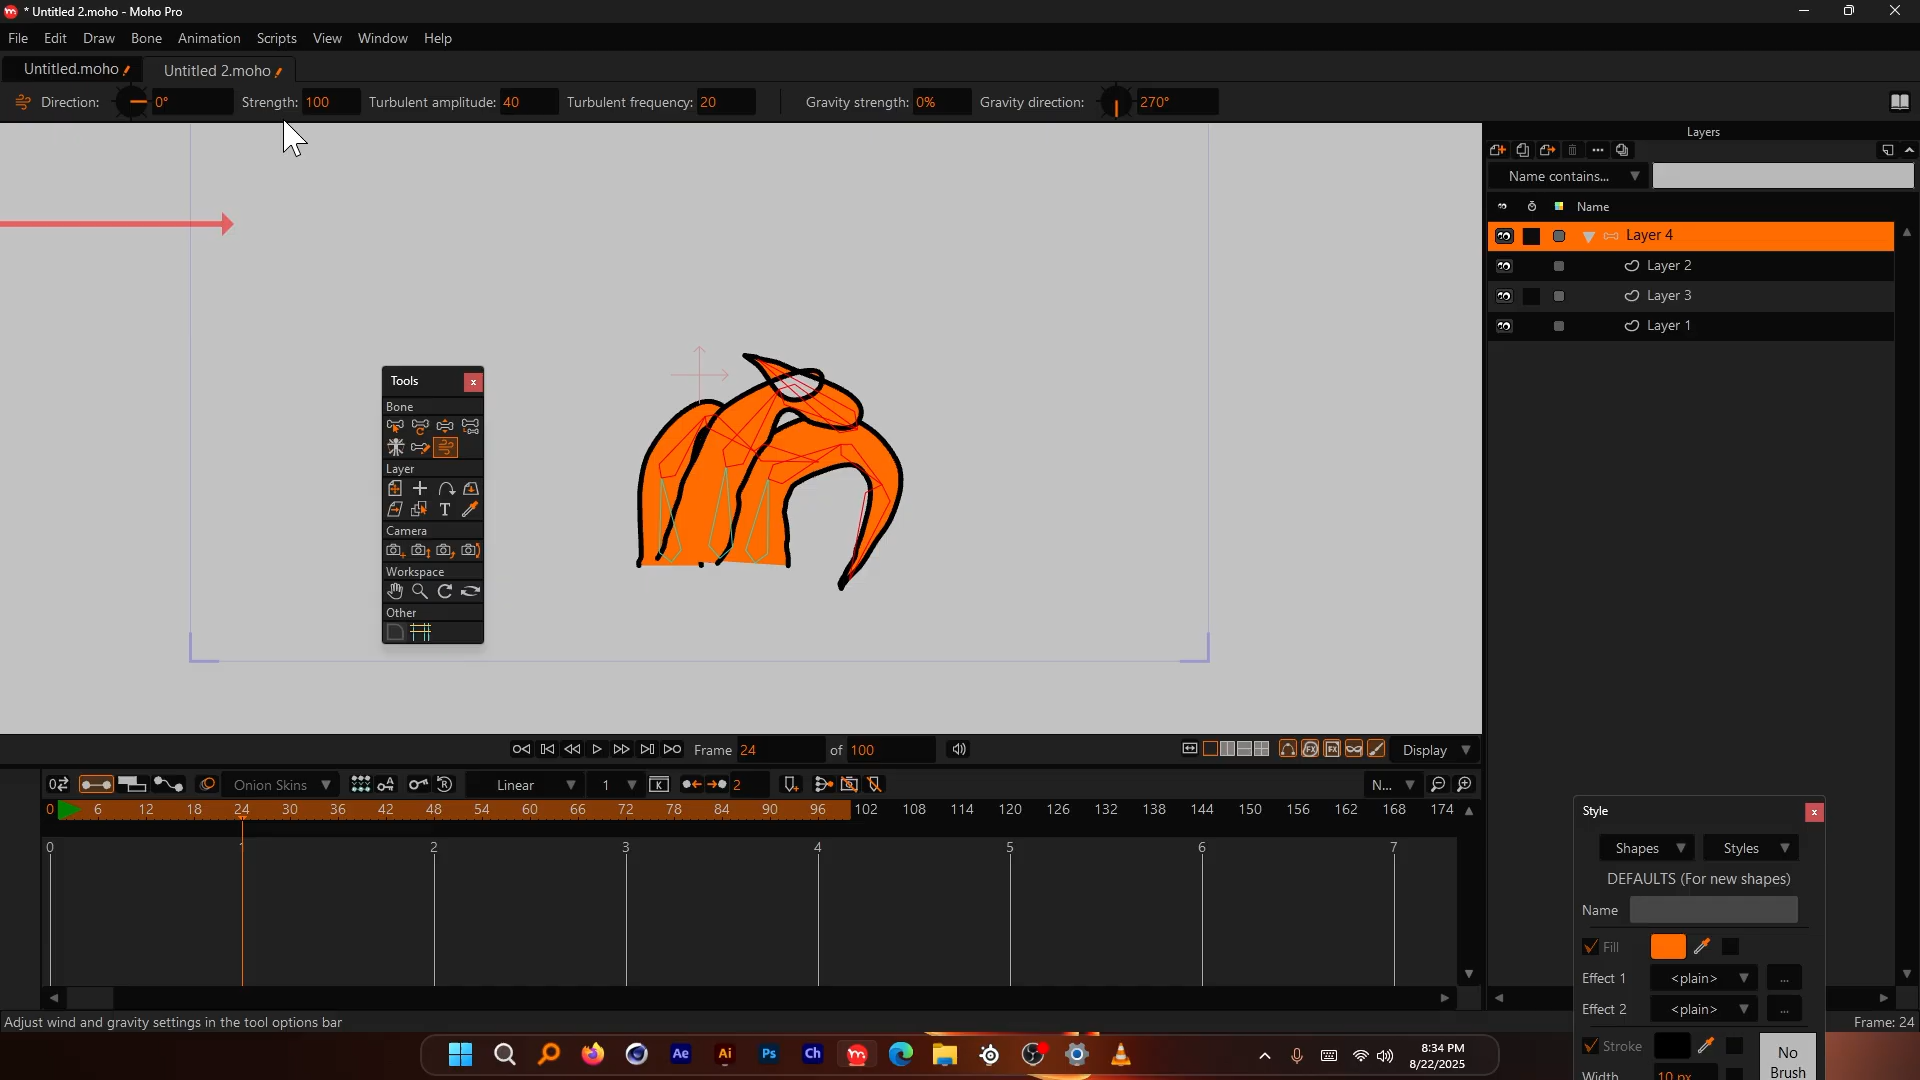 * Untitled 2.moho - Moho Pro
File Edit Draw Bone Animation Scripts View Window Help
Untitled.moho Untitled 2.moho
Direction: 0° Strength: 100 Turbulent amplitude: 40 Turbulent frequency: 20 Gravity strength: 0% Gravity direction: 270°
Layers
Name contains...
Name
Layer 4
Layer 2
Layer 3
Layer 1
Tools
Bone
Layer
T
Camera
Workspace
Other
Frame 24 of 100 Display
Onion Skins Linear 1 K 2 N...
0 6 12 18 24 30 36 42 48 54 60 66 72 78 84 90 96 102 108 114 120 126 132 138 144 150 156 162 168 174
0 1 2 3 4 5 6 7
Style
Shapes Styles
DEFAULTS (For new shapes)
Name
Fill
Effect 1 <plain> ...
Effect 2 <plain> ...
Stroke
No
Brush
Width 10 px
Adjust wind and gravity settings in the tool options bar
Frame: 24
Ae Ai Ps Ch
8:34 PM
8/22/2025